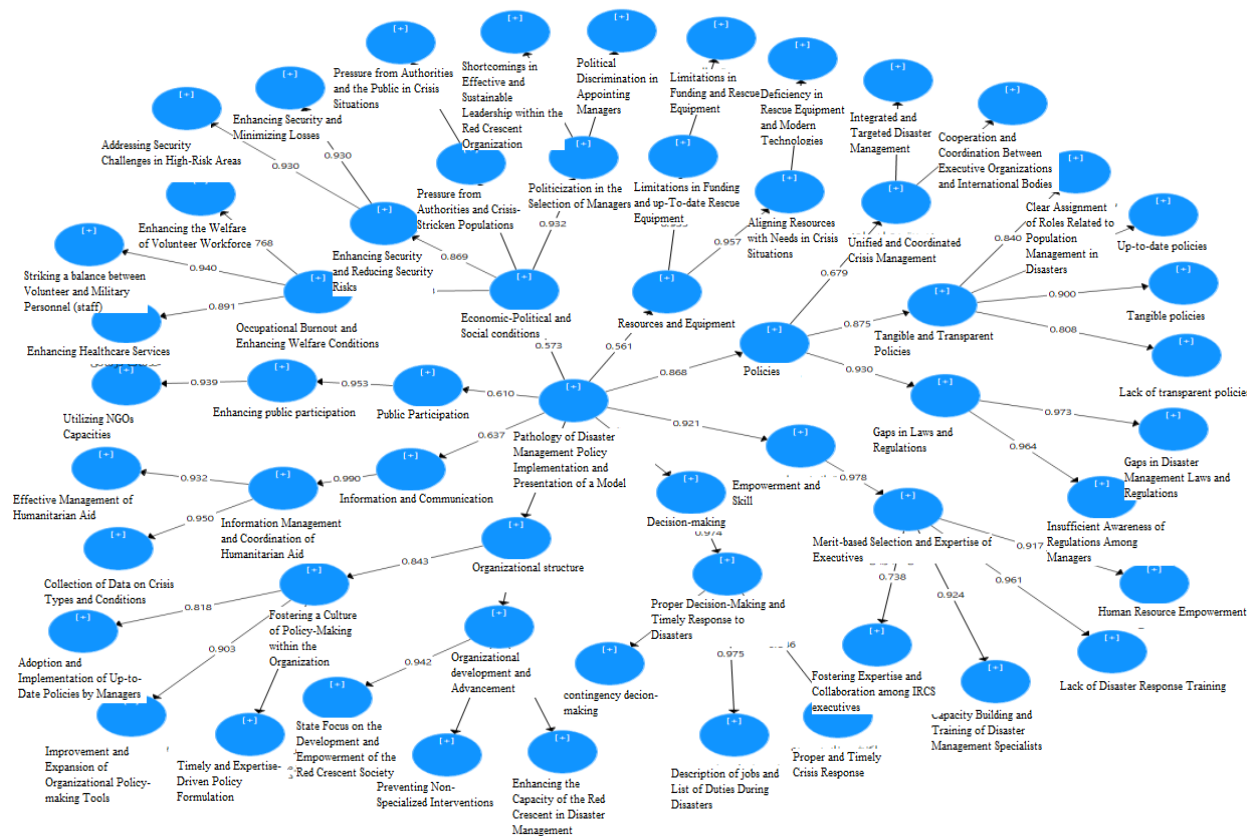 [+]
[+]
[+]
[+]
[+]
[+]
[+]
[+]
[+]
Pressure from Authorities
and the Public in Crisis
Situations
Shortcomings in
Effective and
Sustainable
Leadership within the
Red Crescent
Organization
Political
Discrimination in
Appointing
Managers
Limitations in
Funding and Rescue
Equipment
Deficiency in
Rescue Equipment
and Modern
Technologies
Integrated and
Targeted Disaster
Management
Cooperation and
Coordination Between
Executive Organizations
and International Bodies
Enhancing Security and
Minimizing Losses
Addressing Security
Challenges in High-Risk Areas
0.930
0.930
[+]
[+]
[+]
[+]
[+]
[+]
Pressure from
Authorities and Crisis-
Stricken Populations
Politicization in the
Selection of Managers
0.932
Limitations in Funding
and up-To-date Rescue
Equipment
Aligning Resources
with Needs in Crisis
Situations
0.957
Unified and Coordinated
Crisis Management
0.679
Clear Assignment
of Roles Related to
Population
Management in
Disasters
0.840
[+]
[+]
Up-to-date policies
[+]
Enhancing the Welfare
of Volunteer Workforce
768
[+]
Enhancing Security
and Reducing Security
Risks
0.869
[+]
Striking a balance between
Volunteer and Military
Personnel (staff)
0.940
0.891
[+]
Enhancing Healthcare Services
[+]
Occupational Burnout and
Enhancing Welfare Conditions
[+]
Economic-Political and
Social conditions
0.573
[+]
Resources and Equipment
0.561
[+]
Tangible and Transparent
Policies
0.875
0.900
[+]
Tangible policies
0.808
[+]
Lack of transparent policies
[+]
Policies
0.868
0.930
[+]
Utilizing NGOs
Capacities
0.939
[+]
Enhancing public participation
0.953
[+]
Public Participation
0.610
[+]
Pathology of Disaster
Management Policy
Implementation and
Presentation of a Model
[+]
Gaps in Laws and
Regulations
0.973
[+]
Gaps in Disaster
Management Laws and
Regulations
0.964
[+]
Insufficient Awareness of
Regulations Among
Managers
0.637
[+]
Information and Communication
0.990
[+]
Information Management
and Coordination of
Humanitarian Aid
0.932
[+]
Effective Management of
Humanitarian Aid
0.950
[+]
Collection of Data on Crisis
Types and Conditions
0.921
[+]
Empowerment and
Skill
0.978
[+]
Merit-based Selection and Expertise of
Executives
0.917
[+]
Human Resource Empowerment
0.961
[+]
Lack of Disaster Response Training
0.924
[+]
Capacity Building and
Training of Disaster
Management Specialists
0.738
[+]
Fostering Expertise and
Collaboration among IRCS
executives
[+]
Decision-making
0.974
[+]
Proper Decision-Making and
Timely Response to
Disasters
[+]
contingency decion-
making
0.975
[+]
Description of jobs and
List of Duties During
Disasters
[+]
Proper and Timely
Crisis Response
[+]
Organizational structure
0.843
[+]
Fostering a Culture
of Policy-Making
within the
Organization
0.818
[+]
Adoption and
Implementation of Up-to-
Date Policies by Managers
0.903
[+]
Improvement and
Expansion of
Organizational Policy-
making Tools
[+]
Timely and Expertise-
Driven Policy
Formulation
[+]
Organizational
development and
Advancement
0.942
[+]
State Focus on the
Development and
Empowerment of the
Red Crescent Society
[+]
Preventing Non-
Specialized Interventions
[+]
Enhancing the
Capacity of the Red
Crescent in Disaster
Management